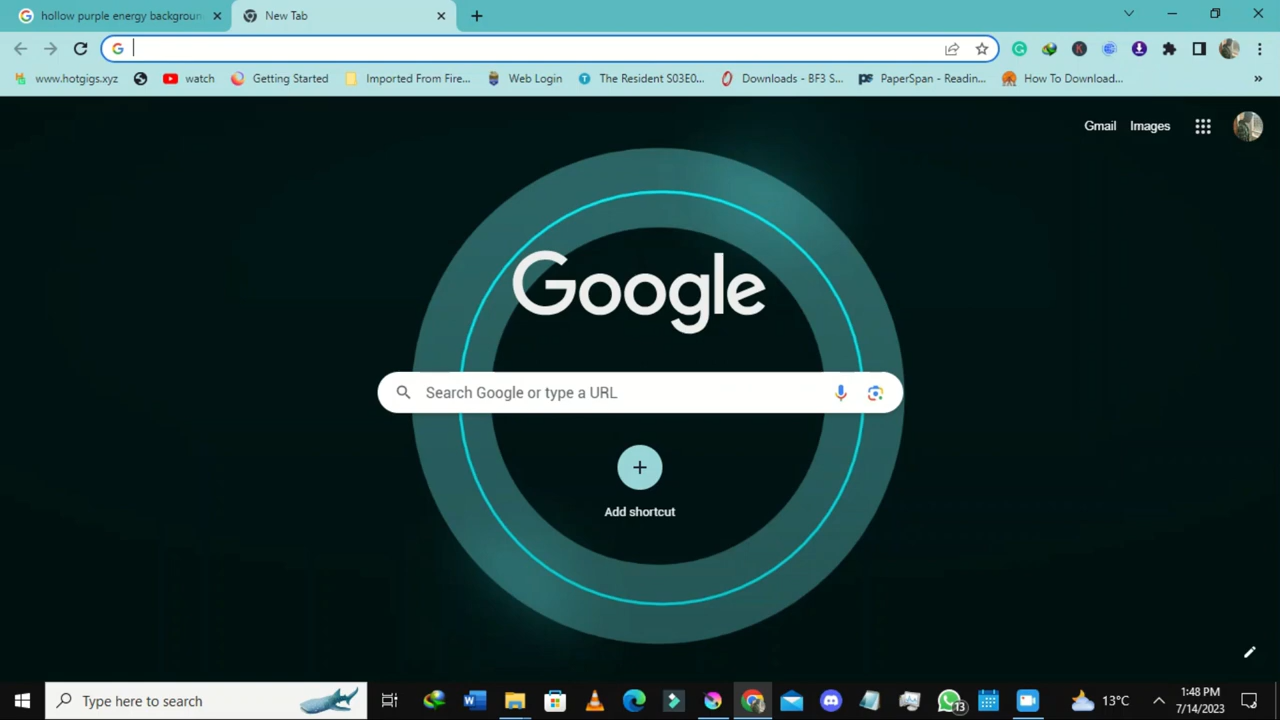 hollow purple energy backgroun
New Tab
www.hotgigs.xyz
watch
Getting Started
Imported From Fire...
Web Login
The Resident S03E0...
Downloads - BF3 S...
PaperSpan - Readin...
How To Download...
»
Gmail
Images
Google
Search Google or type a URL
Add shortcut
Type here to search
13
13°C
1:48 PM
7/14/2023